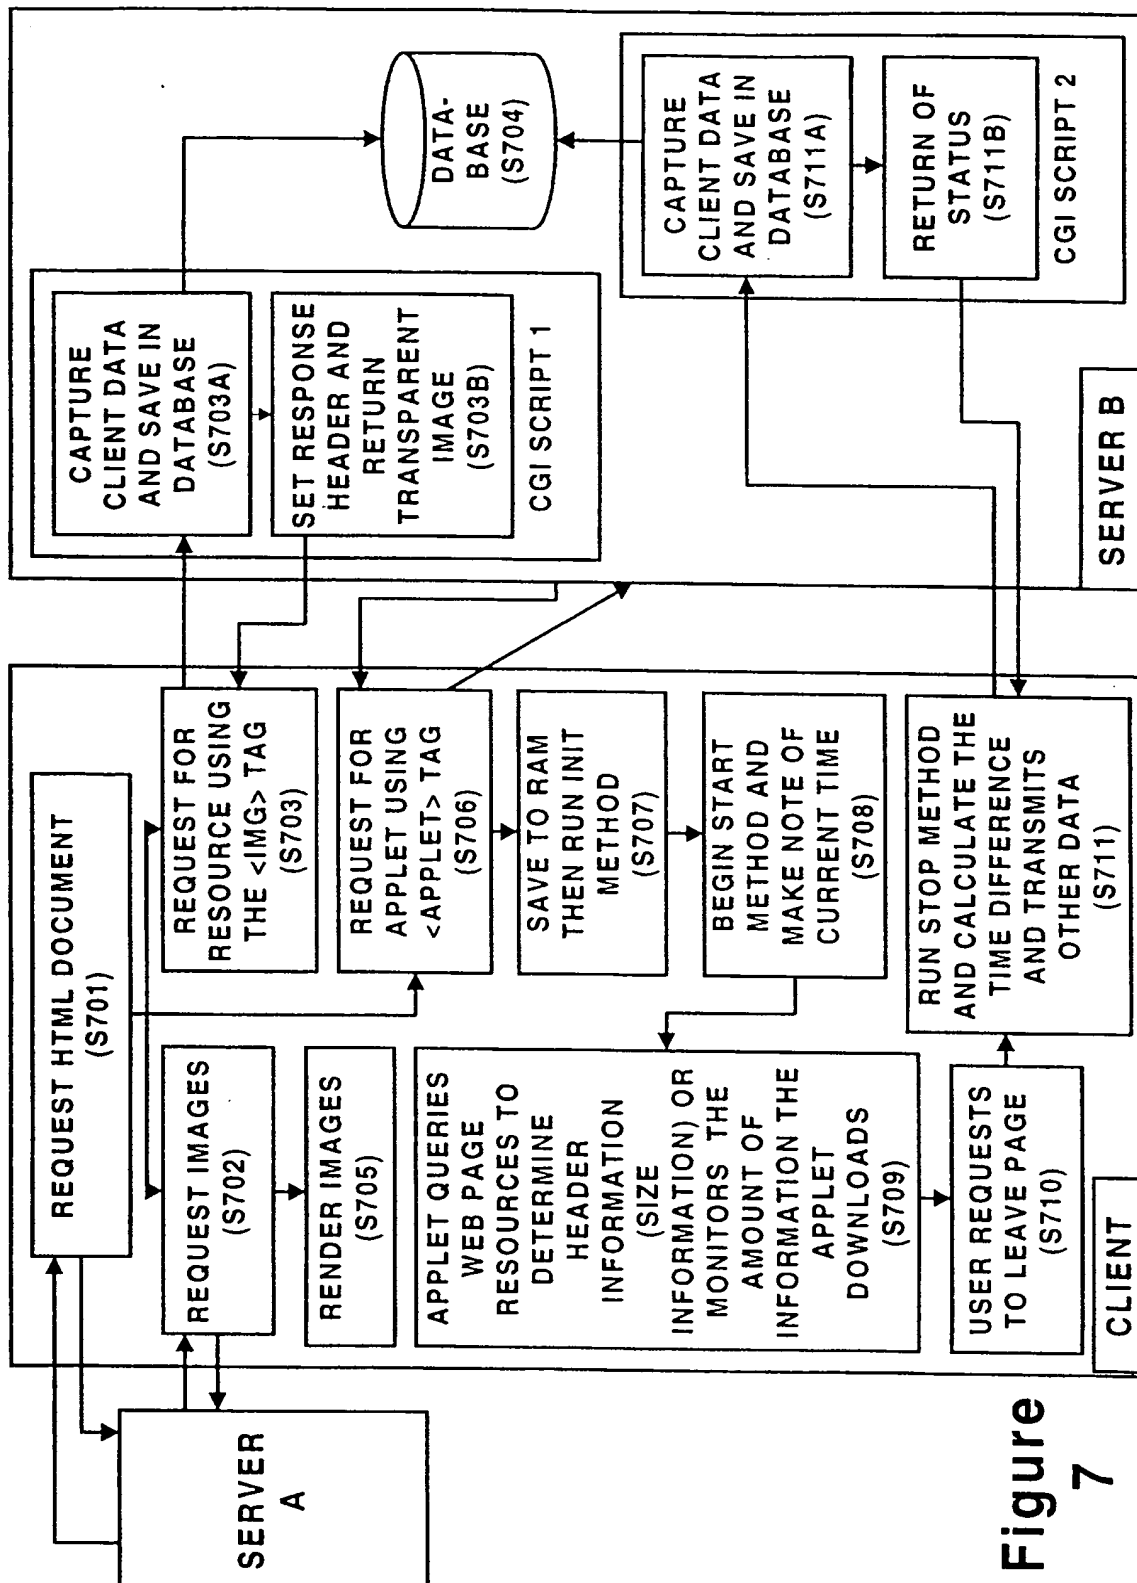 REQUEST HTML DOCUMENT
(S701)
REQUEST IMAGES
(S702)
RENDER IMAGES
(S705)
REQUEST FOR
RESOURCE USING
THE <IMG> TAG
(S703)
REQUEST FOR
APPLET USING
<APPLET> TAG
(S706)
SAVE TO RAM
THEN RUN INIT
METHOD
(S707)
BEGIN START
METHOD AND
MAKE NOTE OF
CURRENT TIME
(S708)
APPLET QUERIES
WEB PAGE
RESOURCES TO
DETERMINE
HEADER
INFORMATION
(SIZE
INFORMATION) OR
MONITORS THE
AMOUNT OF
INFORMATION THE
APPLET
DOWNLOADS
(S709)
USER REQUESTS
TO LEAVE PAGE
(S710)
RUN STOP METHOD
AND CALCULATE THE
TIME DIFFERENCE
AND TRANSMITS
OTHER DATA
(S711)
CLIENT
SERVER
A
CAPTURE
CLIENT DATA
AND SAVE IN
DATABASE
(S703A)
SET RESPONSE
HEADER AND
RETURN
TRANSPARENT
IMAGE
(S703B)
CGI SCRIPT 1
DATA-
BASE
(S704)
CAPTURE
CLIENT DATA
AND SAVE IN
DATABASE
(S711A)
RETURN OF
STATUS
(S711B)
CGI SCRIPT 2
SERVER B
Figure
7